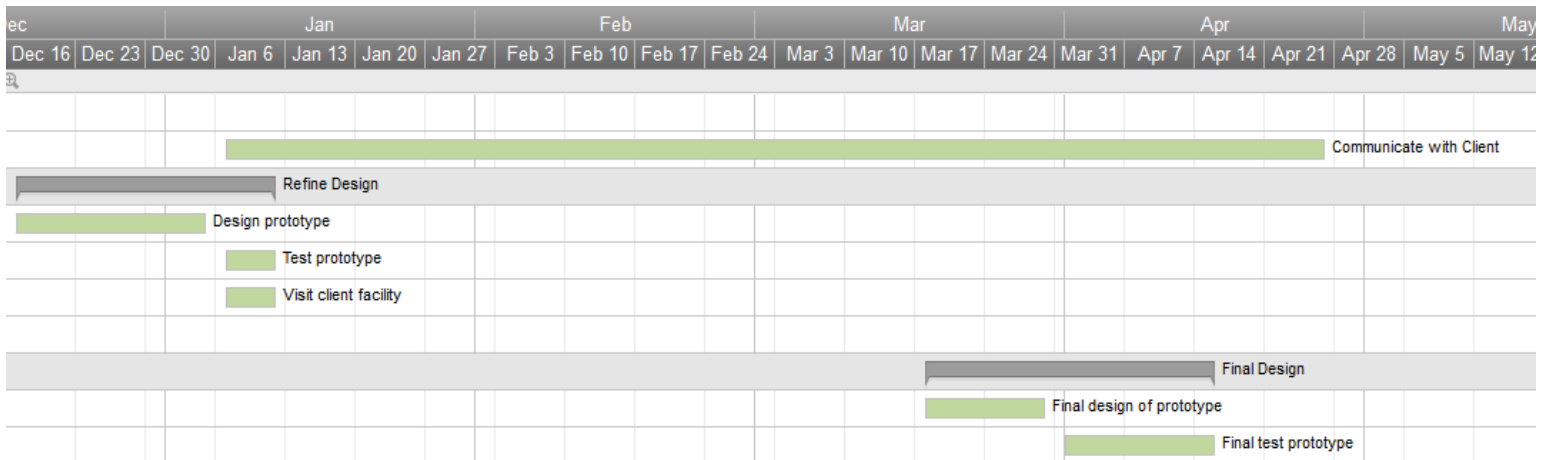 ec Jan Feb Mar Apr May
Dec 16 Dec 23 Dec 30 Jan 6 Jan 13 Jan 20 Jan 27 Feb 3 Feb 10 Feb 17 Feb 24 Mar 3 Mar 10 Mar 17 Mar 24 Mar 31 Apr 7 Apr 14 Apr 21 Apr 28 May 5 May 12
Communicate with Client
Refine Design
Design prototype
Test prototype
Visit client facility
Final Design
Final design of prototype
Final test prototype